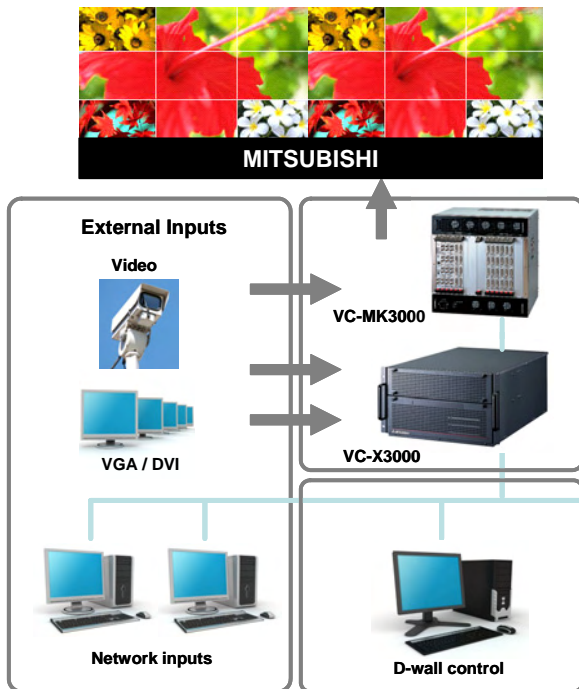 MITSUBISHI
External Inputs
Video
VC-MK3000
VC-X3000
VGA / DVI
Network inputs
D-wall control